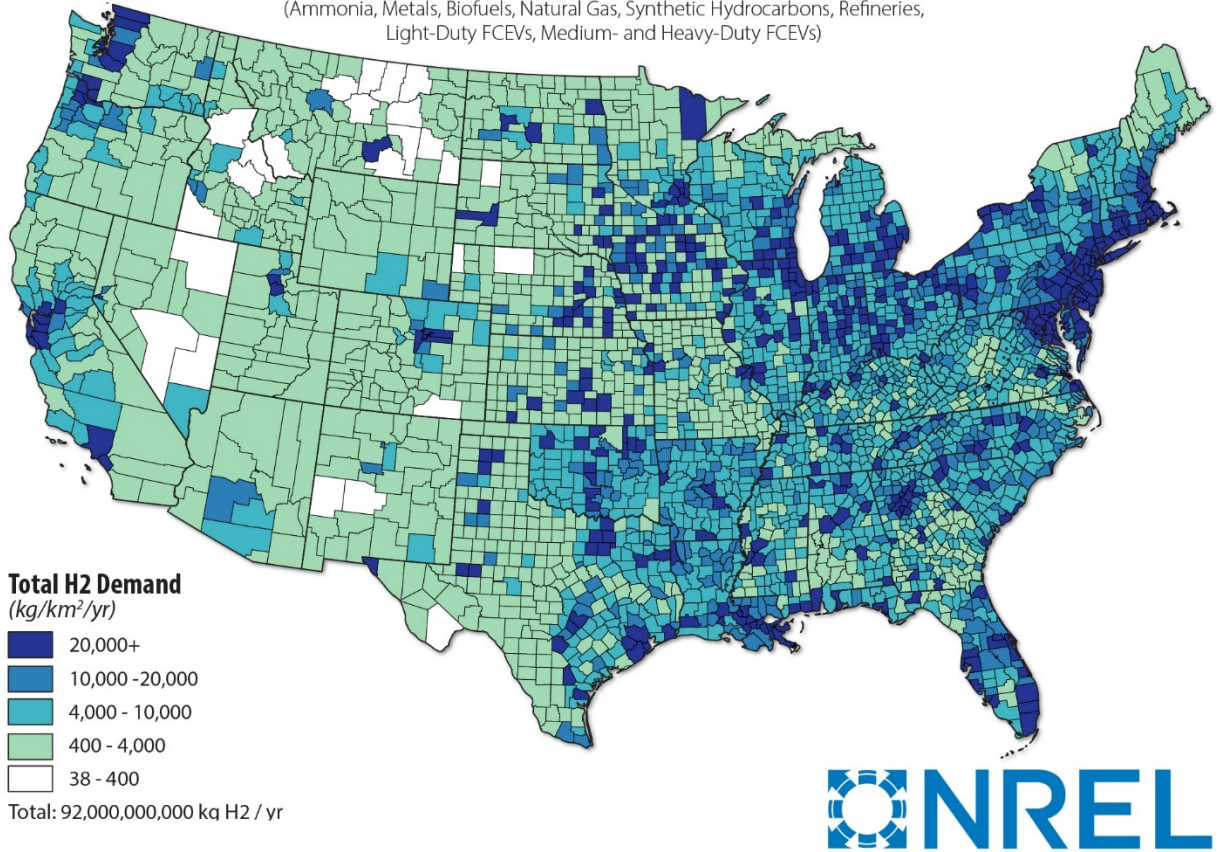 (Ammonia, Metals, Biofuels, Natural Gas, Synthetic Hydrocarbons, Refineries,
Light-Duty FCEVs, Medium- and Heavy-Duty FCEVs)
Total H2 Demand
(kg/km²/yr)
20,000+
10,000 -20,000
4,000 - 10,000
400 - 4,000
38 - 400
Total: 92,000,000,000 kg H2 / yr
NREL